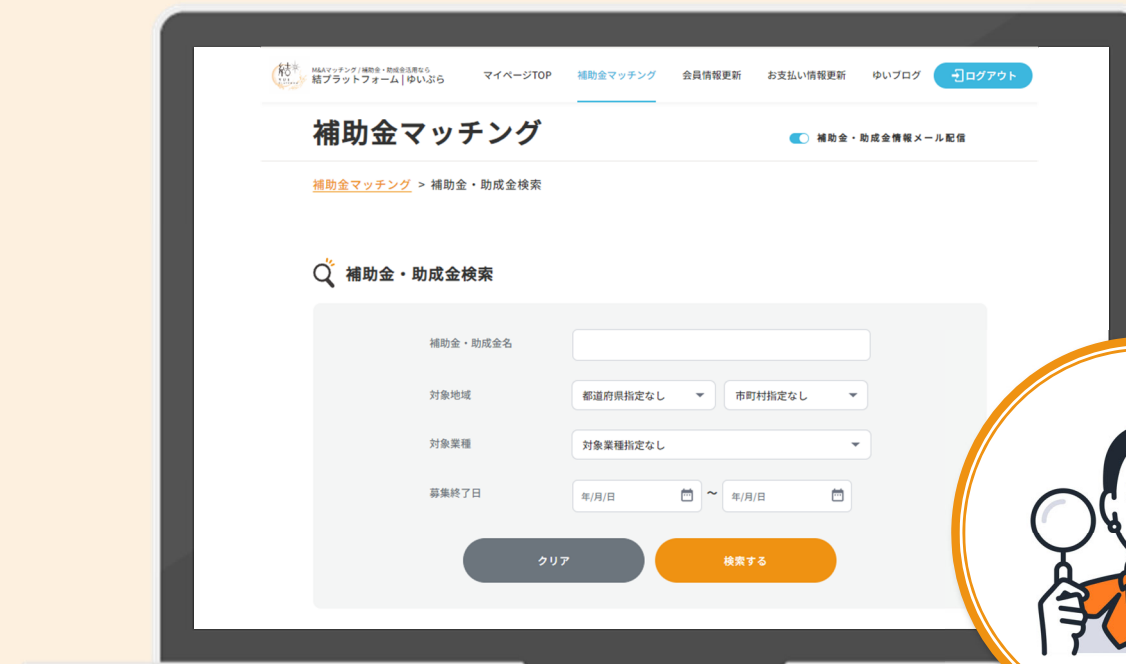 結
M&Aマッチング / 補助金・助成金活用なら
結プラットフォーム | ゆいぷら
マイページTOP
補助金マッチング
会員情報更新
お支払い情報更新
ゆいブログ
ログアウト
補助金マッチング
補助金・助成金情報メール配信
補助金マッチング > 補助金・助成金検索
補助金・助成金検索
補助金・助成金名
対象地域
都道府県指定なし
市町村指定なし
対象業種
対象業種指定なし
募集終了日
年/月/日
～
年/月/日
クリア
検索する